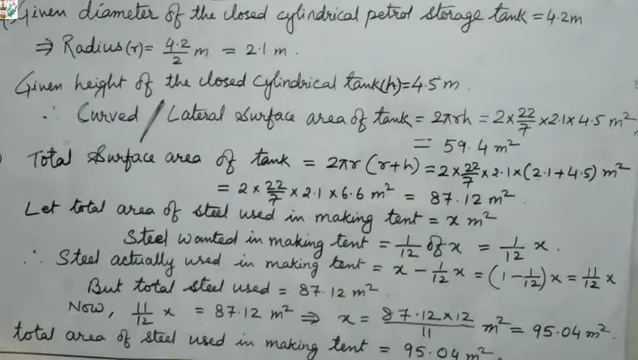 Given diameter of the closed cylindrical petrol storage tank = 4.2m
⇒ Radius(r) = 4.2/2 m = 2.1 m.
Given height of the closed cylindrical tank(h) = 4.5 m.
∴ Curved / Lateral Surface area of tank = 2πrh = 2 × 22/7 × 2.1 × 4.5 m²
= 59.4 m²
Total Surface area of tank = 2πr (r+h) = 2 × 22/7 × 2.1 × (2.1 + 4.5) m²
= 2 × 22/7 × 2.1 × 6.6 m² = 87.12 m².
Let total area of steel used in making tent = x m²
Steel wanted in making tent = 1/12 of x = 1/12 x.
∴ Steel actually used in making tent = x − 1/12 x = (1 − 1/12) x = 11/12 x
But total steel used = 87.12 m²
Now, 11/12 x = 87.12 m² ⇒ x = 87.12 × 12/11 m² = 95.04 m².
total area of steel used in making tent = 95.04 m².